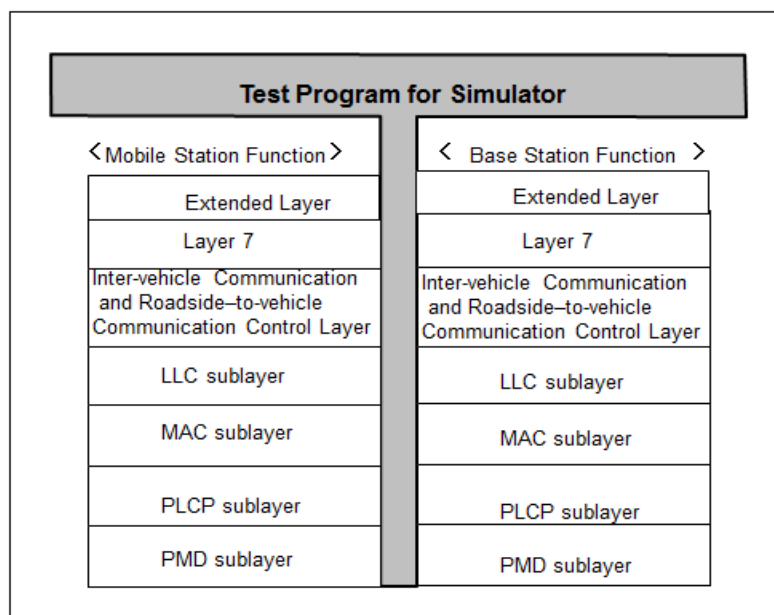 Test Program for Simulator
<Mobile Station Function>
Extended Layer
Layer 7
Inter-vehicle Communication
and Roadside–to-vehicle
Communication Control Layer
LLC sublayer
MAC sublayer
PLCP sublayer
PMD sublayer
< Base Station Function >
Extended Layer
Layer 7
Inter-vehicle Communication
and Roadside–to-vehicle
Communication Control Layer
LLC sublayer
MAC sublayer
PLCP sublayer
PMD sublayer